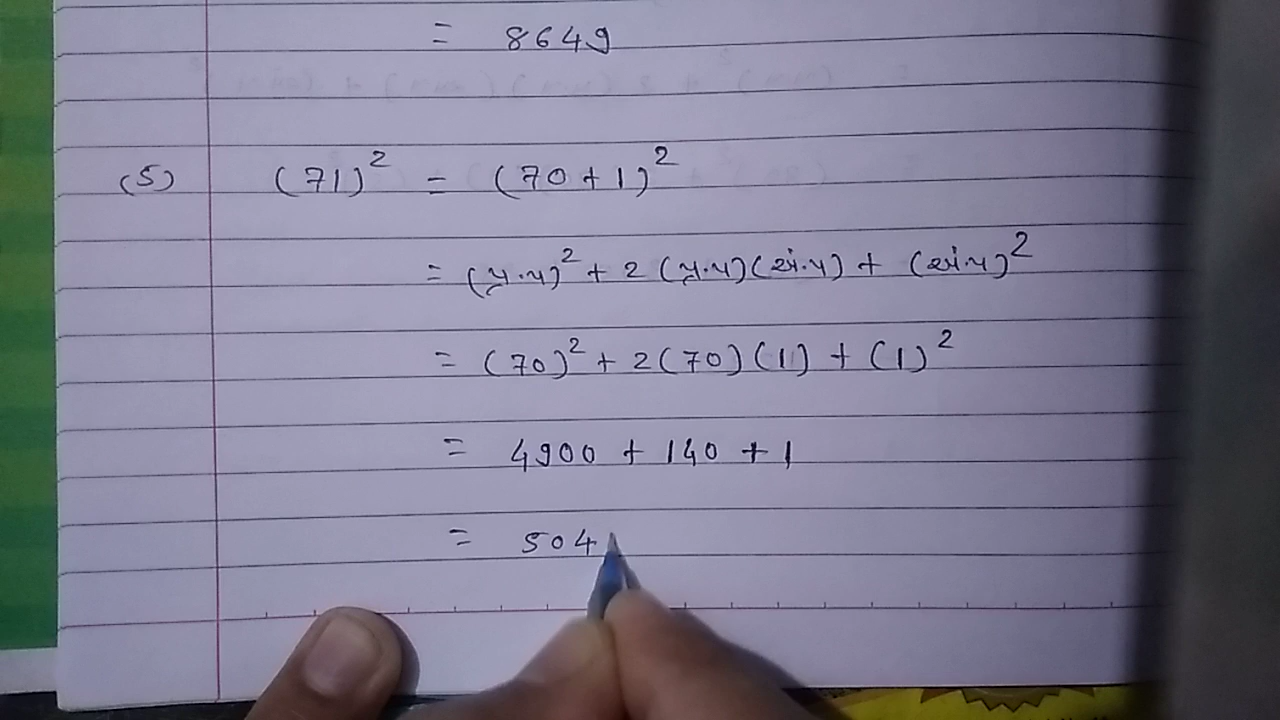 = 8649
(5) (71)² = (70+1)²
= (પ્ર.પ)² + 2 (પ્ર.પ)(દ્વિ.પ) + (દ્વિ.પ)²
= (70)² + 2(70)(1) + (1)²
= 4900 + 140 + 1
= 504